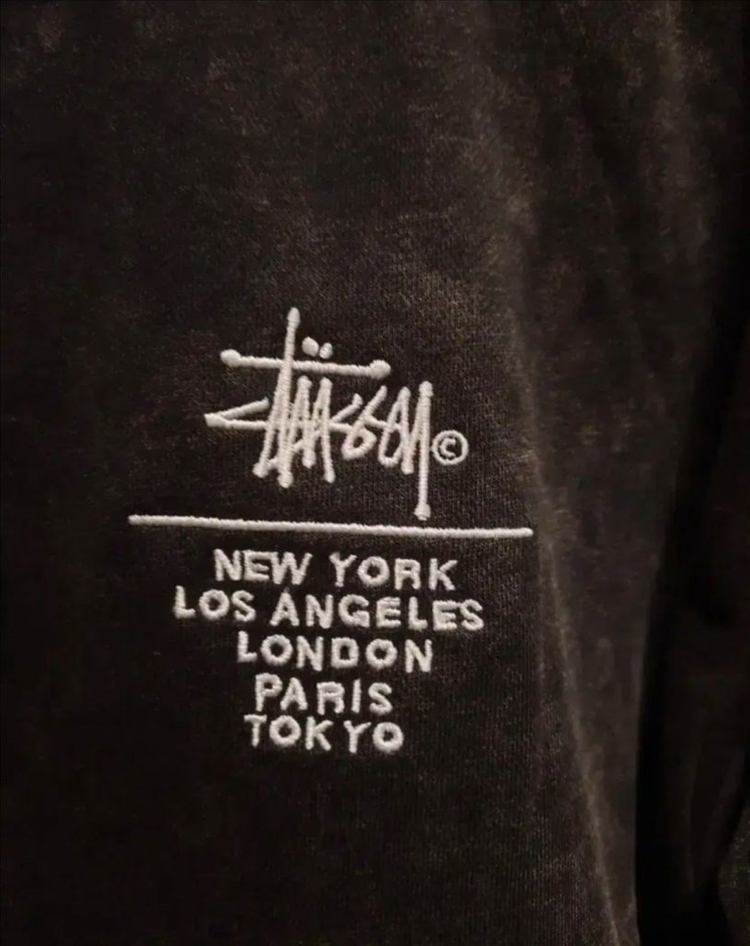 Stüssy©
NEW YORK
LOS ANGELES
LONDON
PARIS
TOKYO